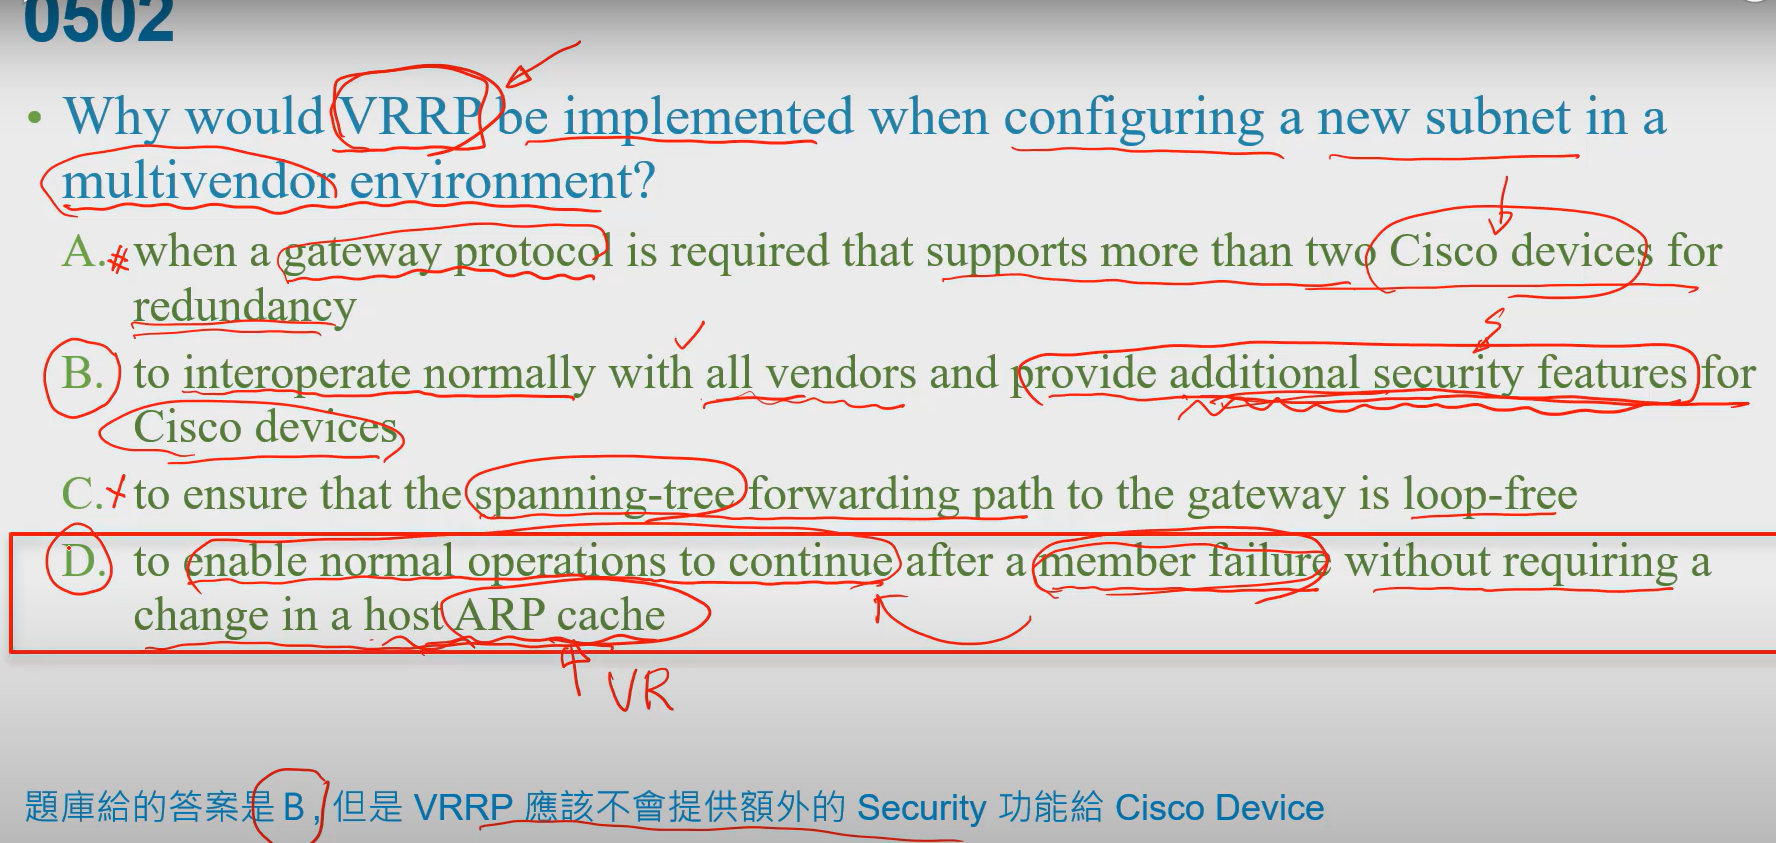 0502
• Why would VRRP be implemented when configuring a new subnet in a
multivendor environment?
A. when a gateway protocol is required that supports more than two Cisco devices for
redundancy
B. to interoperate normally with all vendors and provide additional security features for
Cisco devices
C. to ensure that the spanning-tree forwarding path to the gateway is loop-free
D. to enable normal operations to continue after a member failure without requiring a
change in a host ARP cache
VR
題庫給的答案是 B , 但是 VRRP 應該不會提供額外的 Security 功能給 Cisco Device